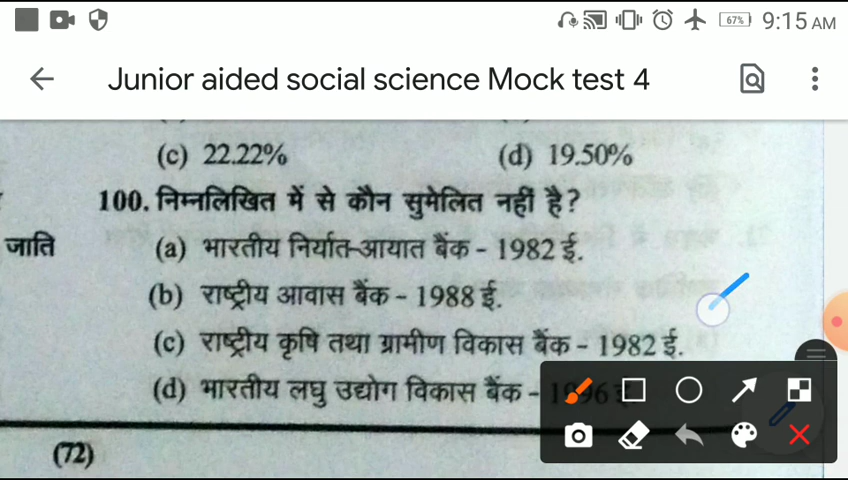 67% 9:15 AM
Junior aided social science Mock test 4
(c) 22.22% (d) 19.50%
100. निम्नलिखित में से कौन सुमेलित नहीं है?
जाति
(a) भारतीय निर्यात-आयात बैंक - 1982 ई.
(b) राष्ट्रीय आवास बैंक - 1988 ई.
(c) राष्ट्रीय कृषि तथा ग्रामीण विकास बैंक - 1982 ई.
(d) भारतीय लघु उद्योग विकास बैंक - 1996
(72)